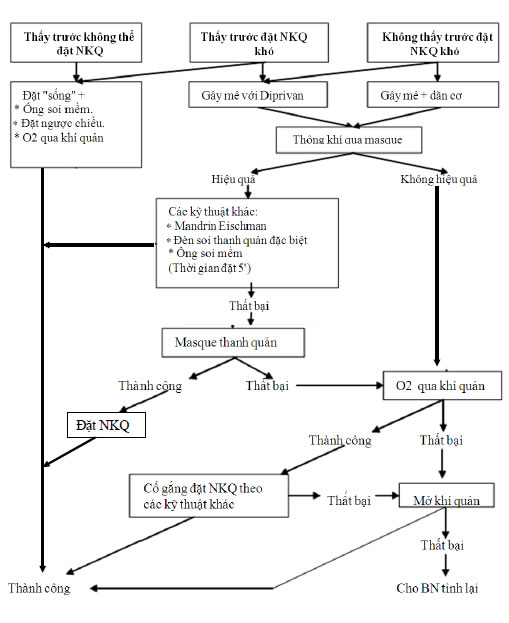 Thấy trước không thể
đặt NKQ
Thấy trước đặt NKQ
khó
Không thấy trước đặt
NKQ khó
Đặt "sống" +
* Ống soi mềm.
* Đặt ngược chiều.
* O2 qua khí quản
Gây mê với Diprivan
Gây mê + dãn cơ
Thông khí qua masque
Hiệu quả
Không hiệu quả
Các kỹ thuật khác:
* Mandrin Eischman
* Đèn soi thanh quản đặc biệt
* Ống soi mềm
(Thời gian đặt 5')
Thất bại
Masque thanh quản
Thành công
Thất bại
O2 qua khí quản
Đặt NKQ
Thành công
Thất bại
Cố gắng đặt NKQ theo
các kỹ thuật khác
Thất bại
Mở khí quản
Thất bại
Thành công
Cho BN tỉnh lại